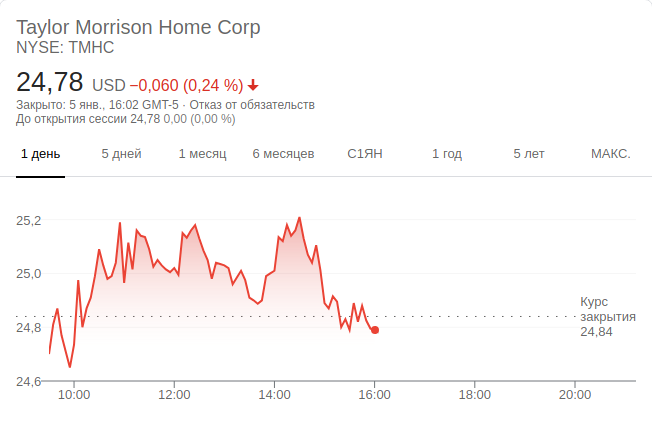 Taylor Morrison Home Corp
NYSE: TMHC
24,78 USD −0,060 (0,24 %)
Закрыто: 5 янв., 16:02 GMT-5 · Отказ от обязательств
До открытия сессии 24,78 0,00 (0,00 %)
1 день 5 дней 1 месяц 6 месяцев С1ЯН 1 год 5 лет МАКС.
25,2
25,0
Курс
закрытия
24,84
24,8
24,6
10:00 12:00 14:00 16:00 18:00 20:00